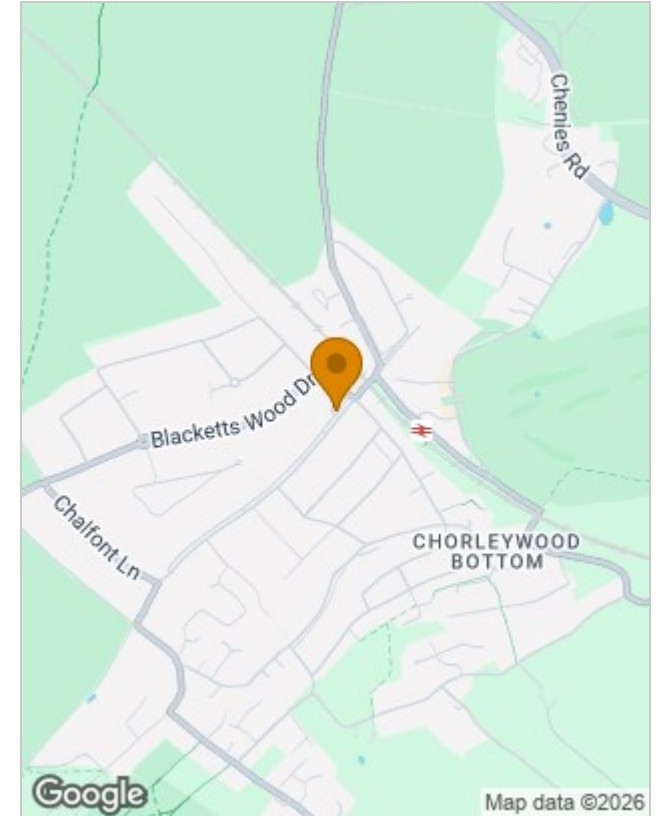 Chenies Rd
Blacketts Wood Dr
Chalfont Ln
CHORLEYWOOD
BOTTOM
Google
Map data ©2026